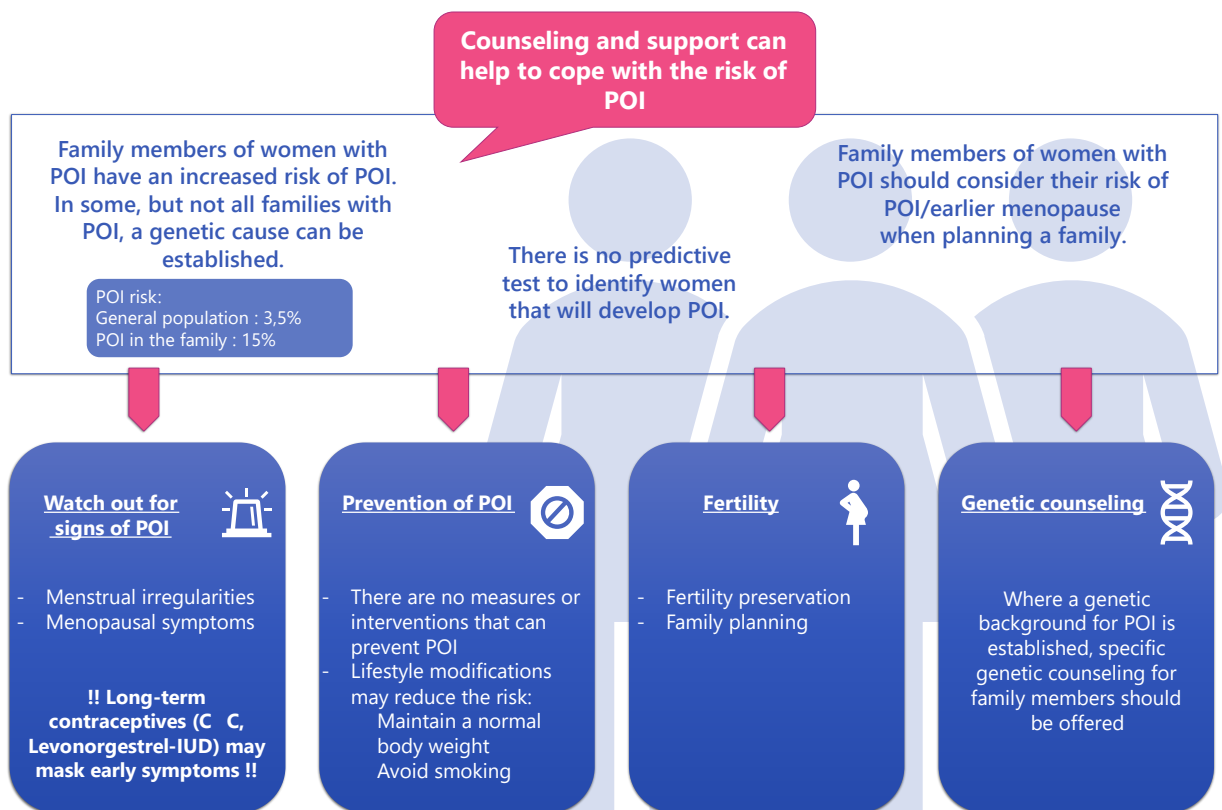 Counseling and support can
help to cope with the risk of
POI
Family members of women with
POI have an increased risk of POI.
In some, but not all families with
POI, a genetic cause can be
established.
POI risk:
General population : 3,5%
POI in the family : 15%
There is no predictive
test to identify women
that will develop POI.
Family members of women with
POI should consider their risk of
POI/earlier menopause
when planning a family.
Watch out for
signs of POI
- Menstrual irregularities
- Menopausal symptoms
!! Long-term
contraceptives (C C,
Levonorgestrel-IUD) may
mask early symptoms !!
Prevention of POI
- There are no measures or
interventions that can
prevent POI
- Lifestyle modifications
may reduce the risk:
Maintain a normal
body weight
Avoid smoking
Fertility
- Fertility preservation
- Family planning
Genetic counseling
Where a genetic
background for POI is
established, specific
genetic counseling for
family members should
be offered